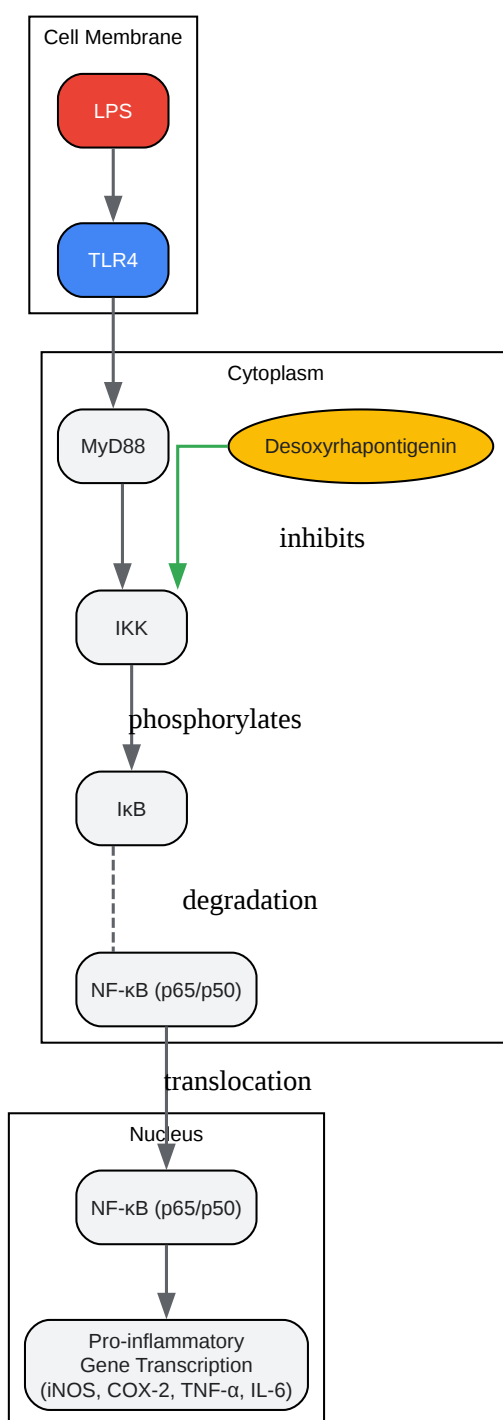 Cell Membrane
LPS
TLR4
Cytoplasm
MyD88
Desoxyrhapontigenin
inhibits
IKK
phosphorylates
IκB
degradation
NF-κB (p65/p50)
translocation
Nucleus
NF-κB (p65/p50)
Pro-inflammatory
Gene Transcription
(iNOS, COX-2, TNF-α, IL-6)